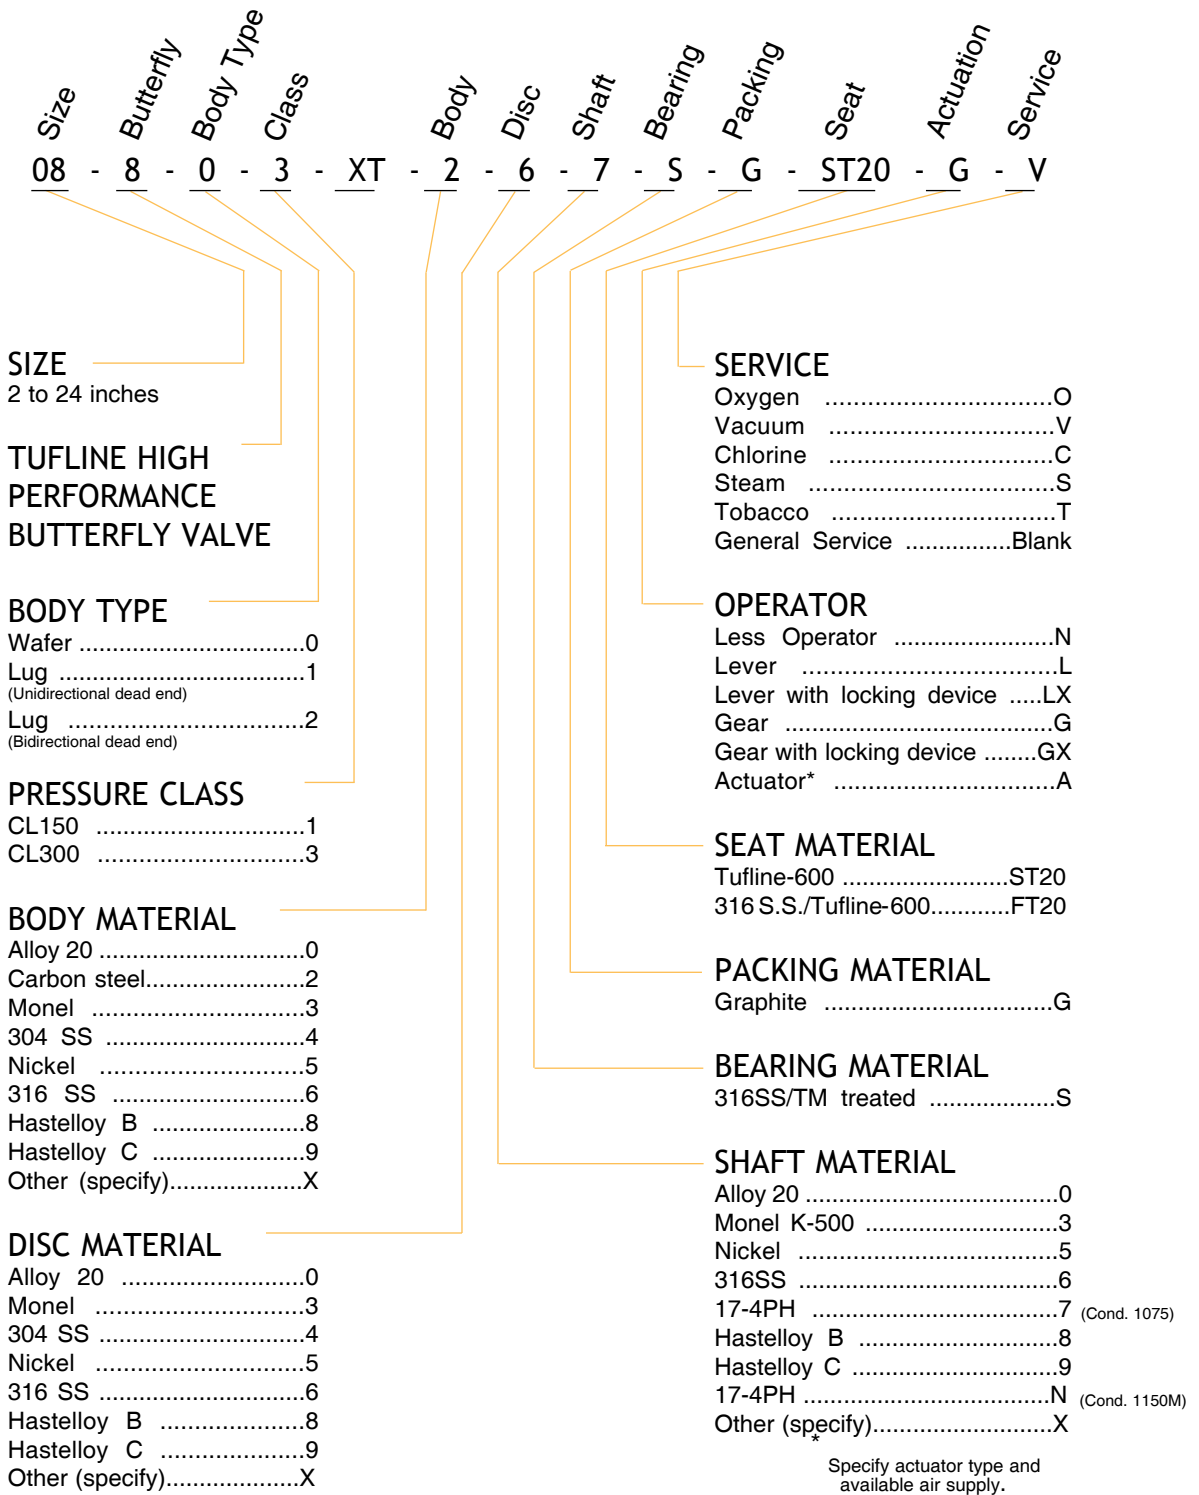 Size Butterfly Body Type Class Body Disc Shaft Bearing Packing Seat Actuation Service
08 - 8 - 0 - 3 - XT - 2 - 6 - 7 - S - G - ST20 - G - V
SIZE
2 to 24 inches
TUFLINE HIGH
PERFORMANCE
BUTTERFLY VALVE
BODY TYPE
Wafer ..................................0
Lug .....................................1
(Unidirectional dead end)
Lug ...................................2
(Bidirectional dead end)
PRESSURE CLASS
CL150 ...............................1
CL300 ...............................3
BODY MATERIAL
Alloy 20 ...............................0
Carbon steel........................2
Monel ................................3
304 SS ..............................4
Nickel ...............................5
316 SS .............................6
Hastelloy B .......................8
Hastelloy C .......................9
Other (specify)....................X
DISC MATERIAL
Alloy 20 ............................0
Monel ................................3
304 SS ...............................4
Nickel ................................5
316 SS ...............................6
Hastelloy B ......................8
Hastelloy C ......................9
Other (specify)....................X
SERVICE
Oxygen ................................O
Vacuum ................................V
Chlorine ................................C
Steam ...................................S
Tobacco ................................T
General Service ................Blank
OPERATOR
Less Operator ........................N
Lever ....................................L
Lever with locking device .....LX
Gear ......................................G
Gear with locking device ........GX
Actuator* ...............................A
SEAT MATERIAL
Tufline-600 .........................ST20
316 S.S./Tufline-600............FT20
PACKING MATERIAL
Graphite ..................................G
BEARING MATERIAL
316SS/TM treated ...................S
SHAFT MATERIAL
Alloy 20 ......................................0
Monel K-500 .............................3
Nickel .......................................5
316SS .......................................6
17-4PH .....................................7 (Cond. 1075)
Hastelloy B ..............................8
Hastelloy C ..............................9
17-4PH .....................................N (Cond. 1150M)
Other (specify)...........................X
*
Specify actuator type and
available air supply.